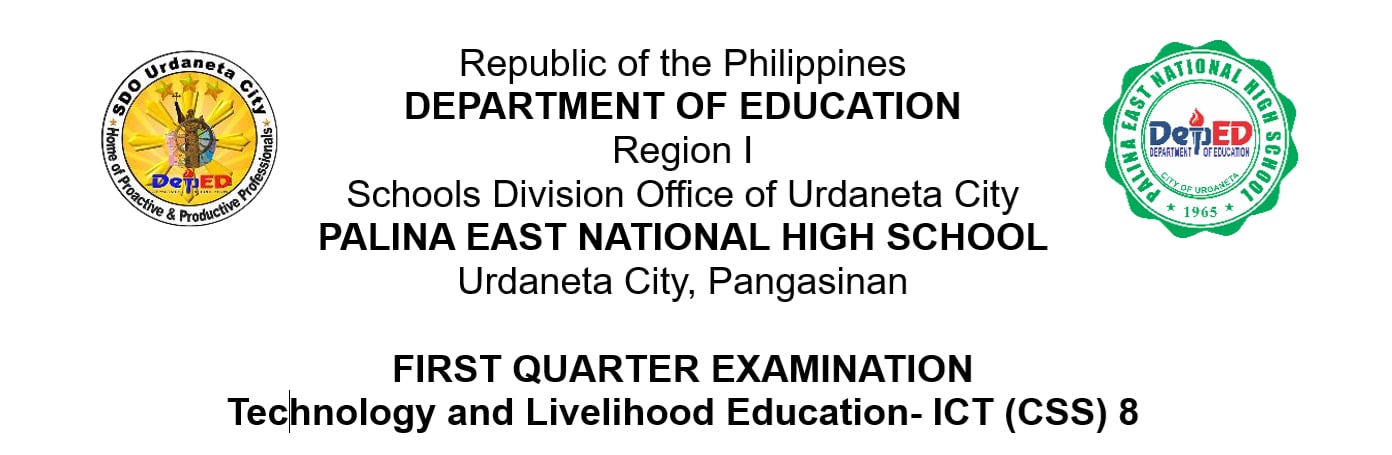 SDO Urdaneta City
Home of Proactive & Productive Professionals
DepED
Republic of the Philippines
DEPARTMENT OF EDUCATION
Region I
Schools Division Office of Urdaneta City
PALINA EAST NATIONAL HIGH SCHOOL
Urdaneta City, Pangasinan
PALINA EAST NATIONAL HIGH SCHOOL
DepED
DEPARTMENT OF EDUCATION
CITY OF URDANETA
1965
FIRST QUARTER EXAMINATION
Technology and Livelihood Education- ICT (CSS) 8